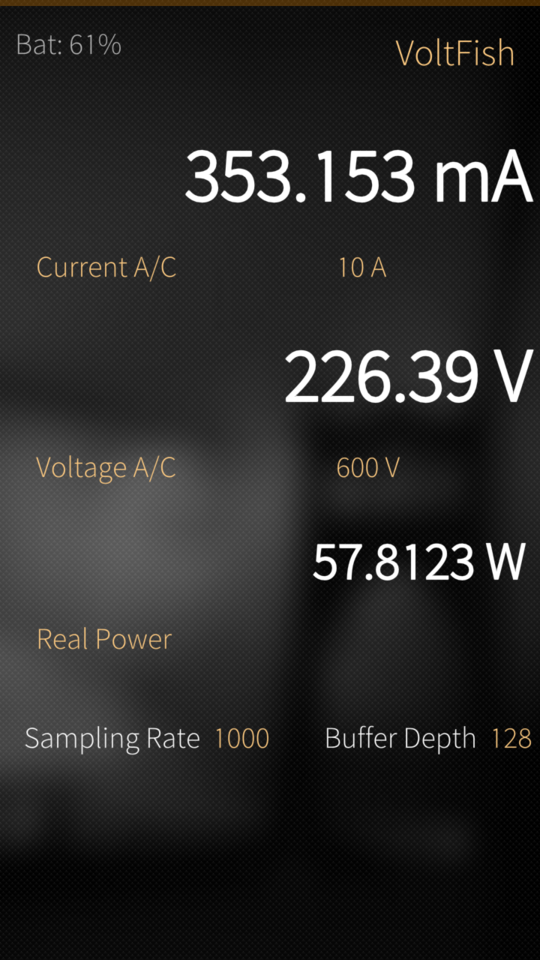 Bat: 61%
VoltFish
353.153 mA
Current A/C 10 A
226.39 V
Voltage A/C 600 V
57.8123 W
Real Power
Sampling Rate 1000 Buffer Depth 128